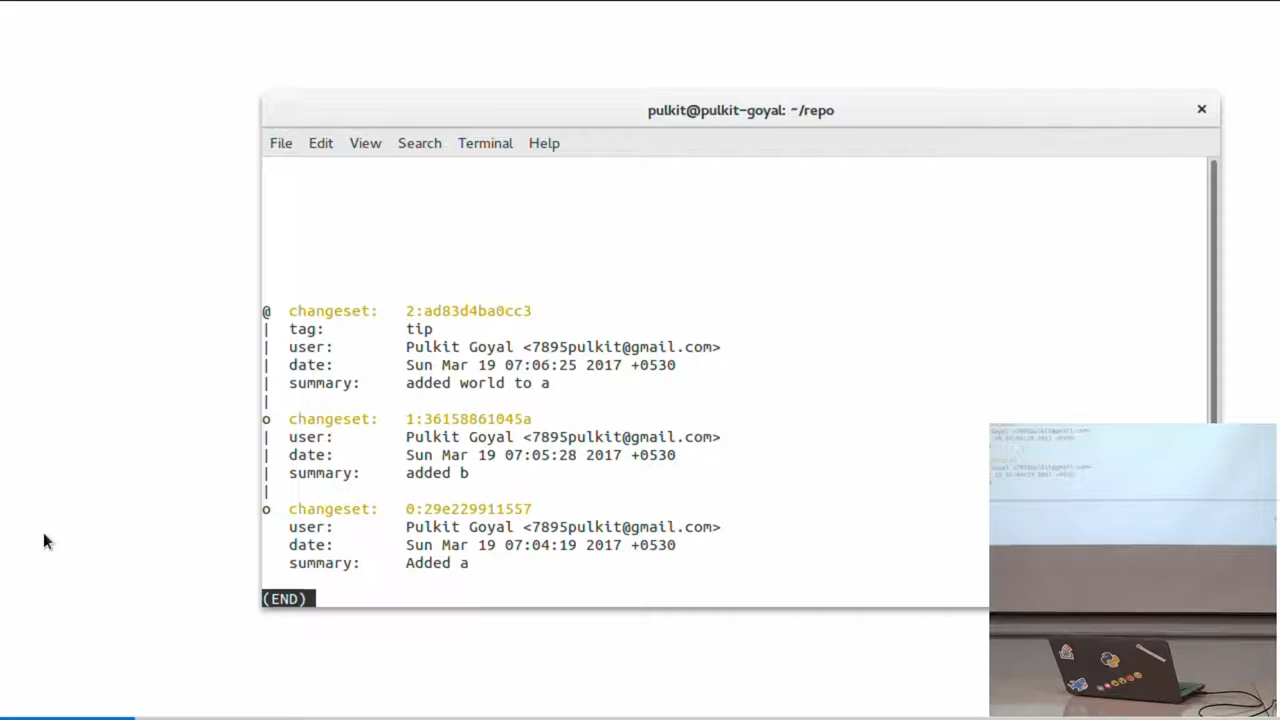 pulkit@pulkit-goyal: ~/repo
File Edit View Search Terminal Help
@ changeset: 2:ad83d4ba0cc3
| tag: tip
| user: Pulkit Goyal <7895pulkit@gmail.com>
| date: Sun Mar 19 07:06:25 2017 +0530
| summary: added world to a
|
o changeset: 1:36158861045a
| user: Pulkit Goyal <7895pulkit@gmail.com>
| date: Sun Mar 19 07:05:28 2017 +0530
| summary: added b
|
o changeset: 0:29e229911557
user: Pulkit Goyal <7895pulkit@gmail.com>
date: Sun Mar 19 07:04:19 2017 +0530
summary: Added a
(END)